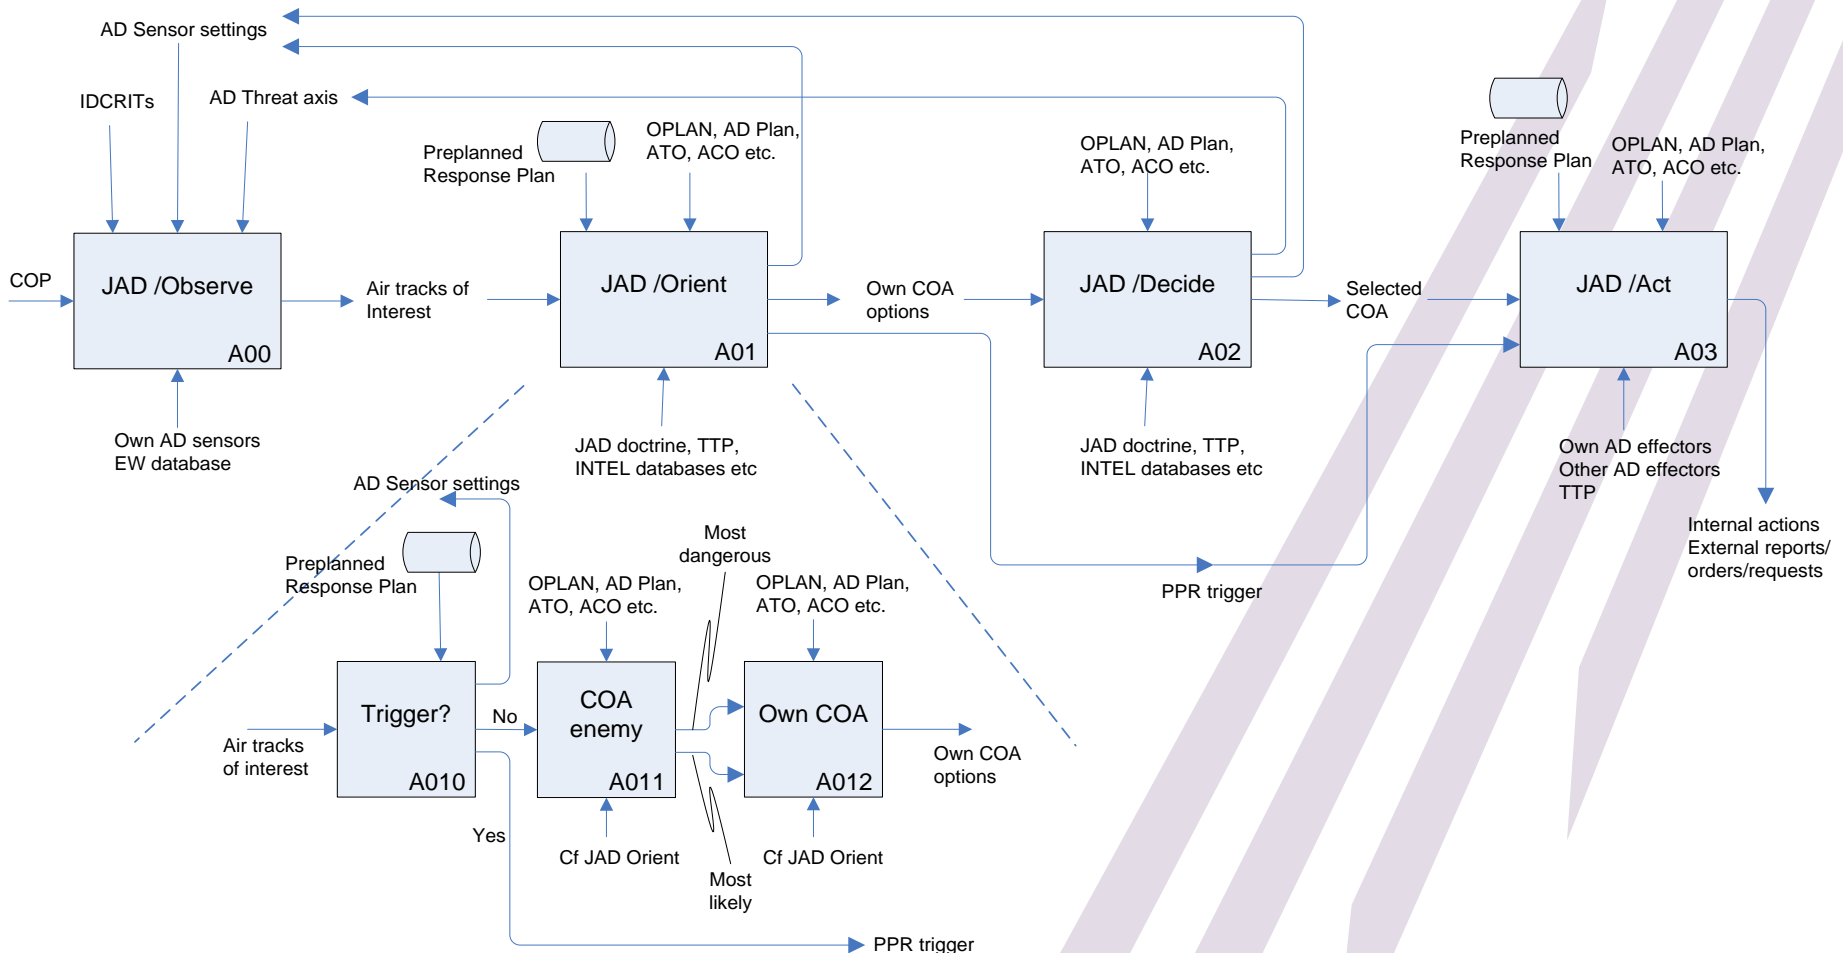 AD Sensor settings
IDCRITs
AD Threat axis
Preplanned
Response Plan
OPLAN, AD Plan,
ATO, ACO etc.
OPLAN, AD Plan,
ATO, ACO etc.
Preplanned
Response Plan
OPLAN, AD Plan,
ATO, ACO etc.
COP
JAD /Observe
A00
Air tracks of
Interest
JAD /Orient
A01
Own COA
options
JAD /Decide
A02
Selected
COA
JAD /Act
A03
Own AD sensors
EW database
JAD doctrine, TTP,
INTEL databases etc
JAD doctrine, TTP,
INTEL databases etc
Own AD effectors
Other AD effectors
TTP
Internal actions
External reports/
orders/requests
PPR trigger
AD Sensor settings
Preplanned
Response Plan
OPLAN, AD Plan,
ATO, ACO etc.
Most
dangerous
OPLAN, AD Plan,
ATO, ACO etc.
Air tracks
of interest
Trigger?
A010
No
Yes
COA
enemy
A011
Own COA
A012
Own COA
options
Cf JAD Orient
Most
likely
Cf JAD Orient
PPR trigger